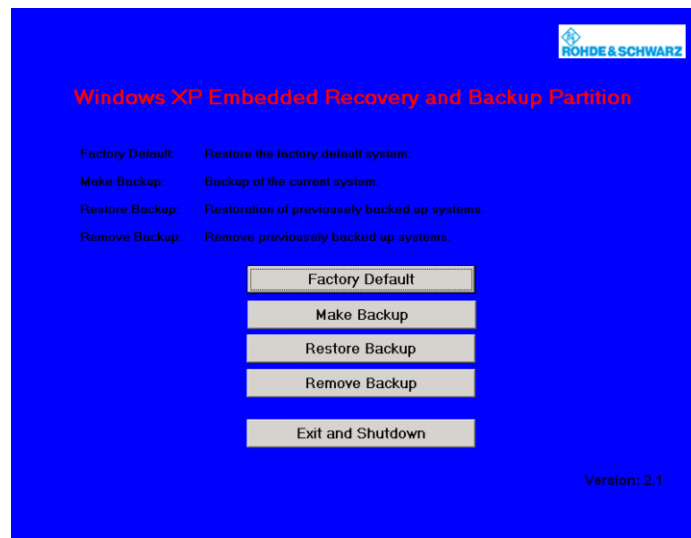 ROHDE&SCHWARZ
Windows XP Embedded Recovery and Backup Partition
Factory Default: Restore the factory default system.
Make Backup: Backup of the current system.
Restore Backup: Restoration of previousely backed up systems.
Remove Backup: Remove previousely backed up systems.
Factory Default
Make Backup
Restore Backup
Remove Backup
Exit and Shutdown
Version: 2.1